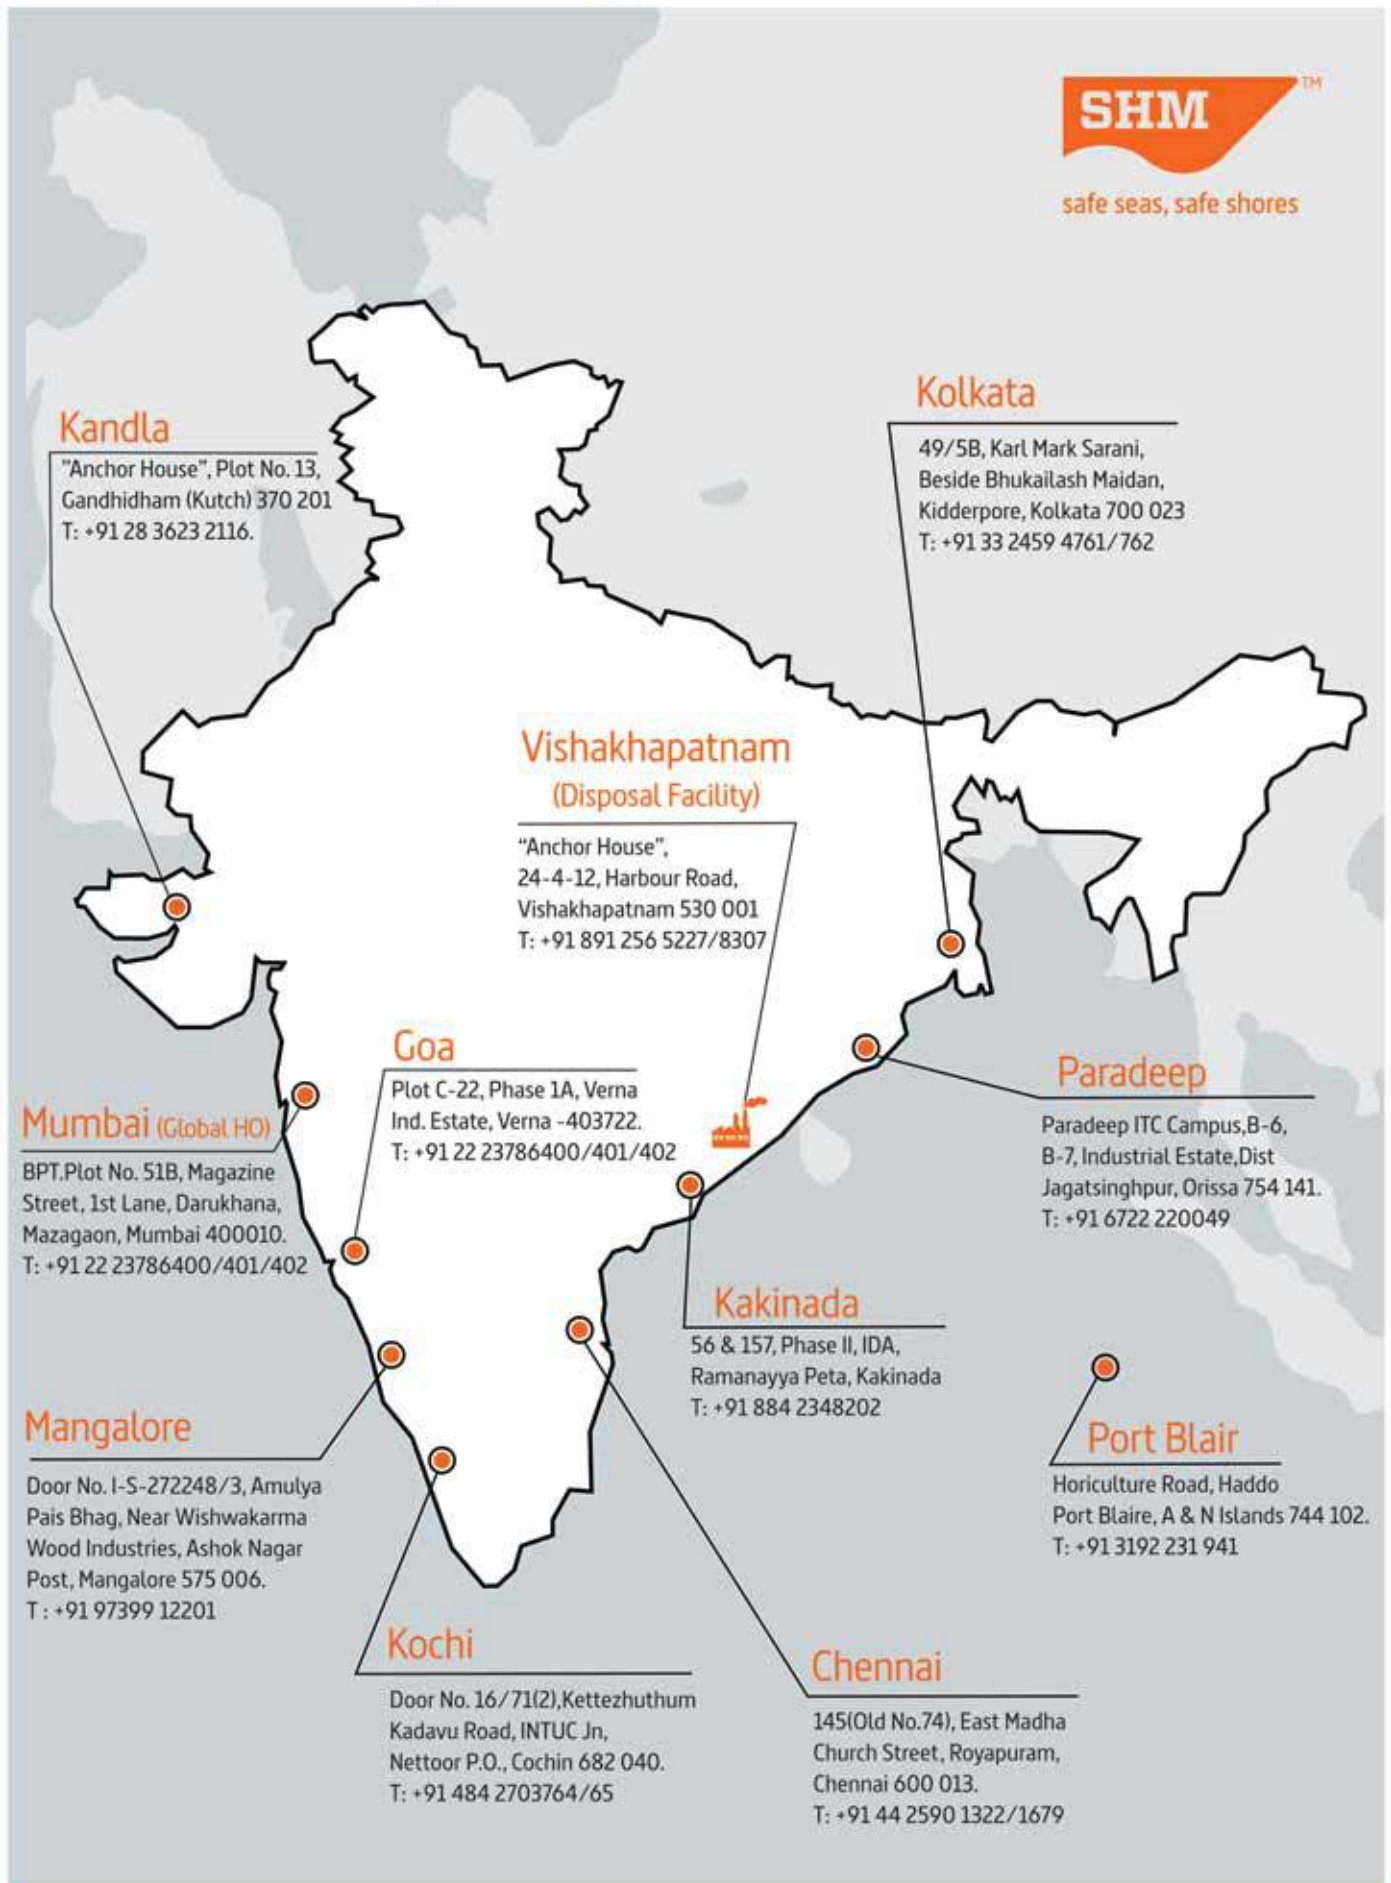 SHM
TM
safe seas, safe shores
Kolkata
49/5B, Karl Mark Sarani,
Beside Bhukailash Maidan,
Kidderpore, Kolkata 700 023
T: +91 33 2459 4761/762
Kandla
"Anchor House", Plot No. 13,
Gandhidham (Kutch) 370 201
T: +91 28 3623 2116.
Vishakhapatnam
(Disposal Facility)
“Anchor House”,
24-4-12, Harbour Road,
Vishakhapatnam 530 001
T: +91 891 256 5227/8307
Goa
Plot C-22, Phase 1A, Verna
Ind. Estate, Verna -403722.
T: +91 22 23786400/401/402
Paradeep
Paradeep ITC Campus,B-6,
B-7, Industrial Estate,Dist
Jagatsinghpur, Orissa 754 141.
T: +91 6722 220049
Mumbai (Global HO)
BPT.Plot No. 51B, Magazine
Street, 1st Lane, Darukhana,
Mazagaon, Mumbai 400010.
T: +91 22 23786400/401/402
Kakinada
56 & 157, Phase II, IDA,
Ramanayya Peta, Kakinada
T: +91 884 2348202
Mangalore
Door No. I-S-272248/3, Amulya
Pais Bhag, Near Wishwakarma
Wood Industries, Ashok Nagar
Post, Mangalore 575 006.
T : +91 97399 12201
Port Blair
Horiculture Road, Haddo
Port Blaire, A & N Islands 744 102.
T: +91 3192 231 941
Kochi
Door No. 16/71(2),Kettezhuthum
Kadavu Road, INTUC Jn,
Nettoor P.O., Cochin 682 040.
T: +91 484 2703764/65
Chennai
145(Old No.74), East Madha
Church Street, Royapuram,
Chennai 600 013.
T: +91 44 2590 1322/1679